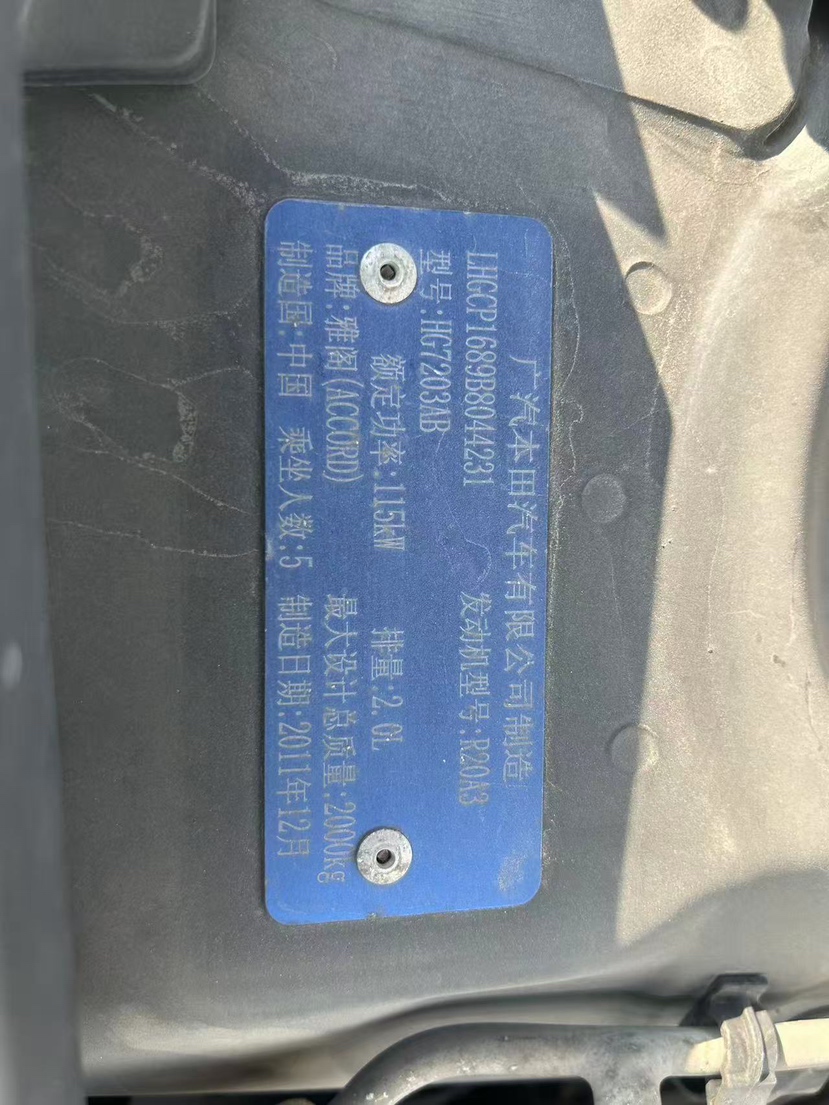 广汽本田汽车有限公司制造
LHGCP1689B8044231 发动机型号:R20A3
型号:HG7203AB
额定功率:115kW 排量:2.0L
品牌:雅阁(ACCORD) 最大设计总质量:2000kg
制造国:中国 乘坐人数:5 制造日期:2011年12月